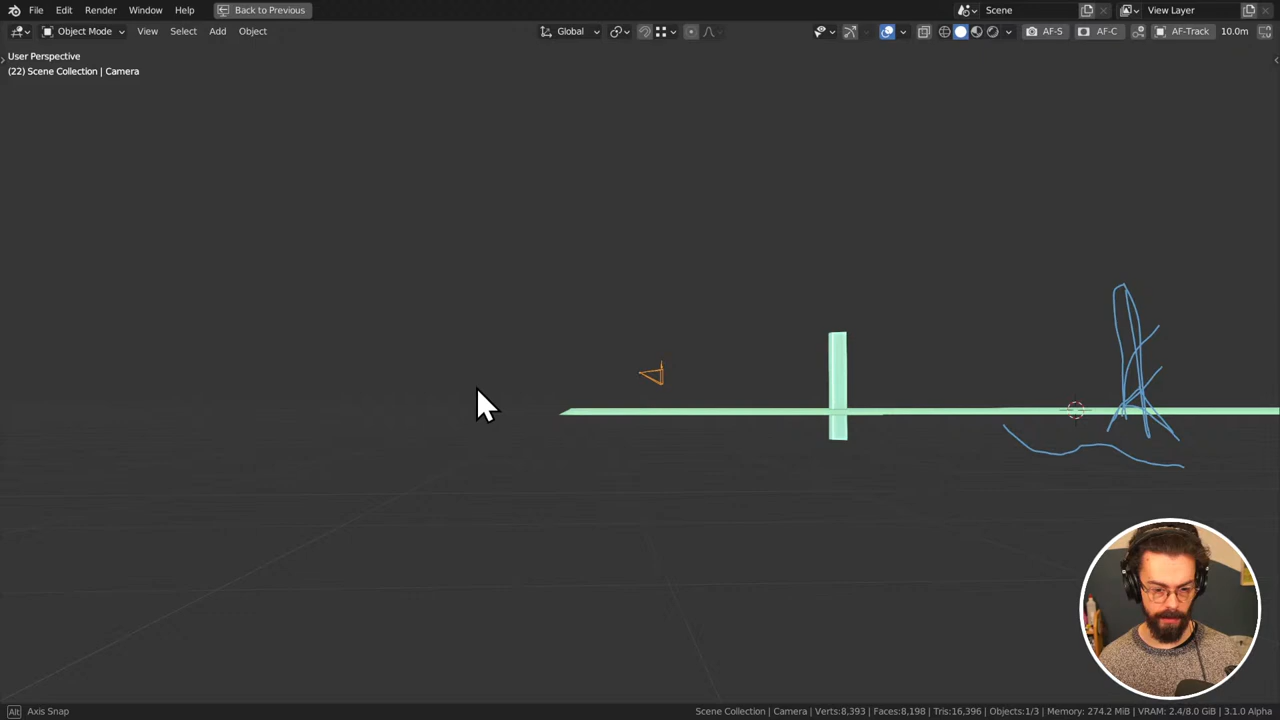 File Edit Render Window Help Back to Previous Scene View Layer
Object Mode View Select Add Object Global AF-S AF-C AF-Track 10.0m
User Perspective
(22) Scene Collection | Camera
Alt Axis Snap Scene Collection | Camera | Verts:8,393 | Faces:8,198 | Tris:16,396 | Objects:1/3 | Memory: 274.2 MiB | VRAM: 2.4/8.0 GiB | 3.1.0 Alpha